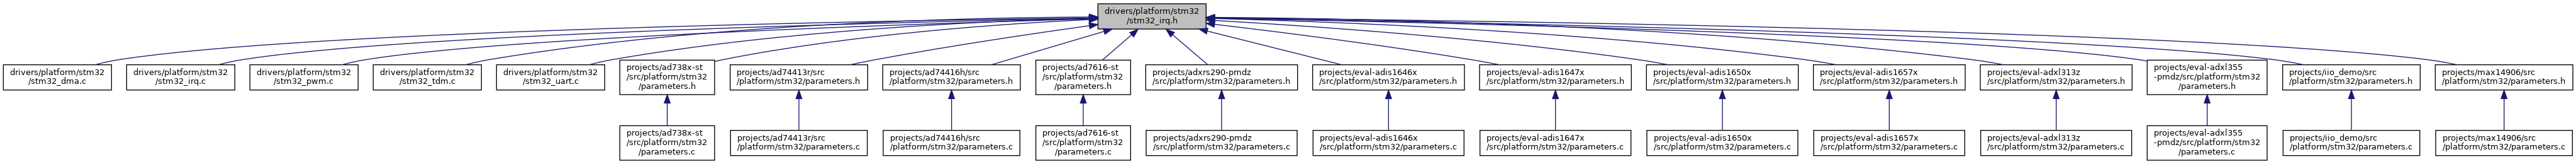 drivers/platform/stm32
/stm32_irq.h
drivers/platform/stm32
/stm32_dma.c
drivers/platform/stm32
/stm32_irq.c
drivers/platform/stm32
/stm32_pwm.c
drivers/platform/stm32
/stm32_tdm.c
drivers/platform/stm32
/stm32_uart.c
projects/ad738x-st
/src/platform/stm32
/parameters.h
projects/ad74413r/src
/platform/stm32/parameters.h
projects/ad74416h/src
/platform/stm32/parameters.h
projects/ad7616-st
/src/platform/stm32
/parameters.h
projects/adxrs290-pmdz
/src/platform/stm32/parameters.h
projects/eval-adis1646x
/src/platform/stm32/parameters.h
projects/eval-adis1647x
/src/platform/stm32/parameters.h
projects/eval-adis1650x
/src/platform/stm32/parameters.h
projects/eval-adis1657x
/src/platform/stm32/parameters.h
projects/eval-adxl313z
/src/platform/stm32/parameters.h
projects/eval-adxl355
-pmdz/src/platform/stm32
/parameters.h
projects/iio_demo/src
/platform/stm32/parameters.h
projects/max14906/src
/platform/stm32/parameters.h
projects/ad738x-st
/src/platform/stm32
/parameters.c
projects/ad74413r/src
/platform/stm32/parameters.c
projects/ad74416h/src
/platform/stm32/parameters.c
projects/ad7616-st
/src/platform/stm32
/parameters.c
projects/adxrs290-pmdz
/src/platform/stm32/parameters.c
projects/eval-adis1646x
/src/platform/stm32/parameters.c
projects/eval-adis1647x
/src/platform/stm32/parameters.c
projects/eval-adis1650x
/src/platform/stm32/parameters.c
projects/eval-adis1657x
/src/platform/stm32/parameters.c
projects/eval-adxl313z
/src/platform/stm32/parameters.c
projects/eval-adxl355
-pmdz/src/platform/stm32
/parameters.c
projects/iio_demo/src
/platform/stm32/parameters.c
projects/max14906/src
/platform/stm32/parameters.c